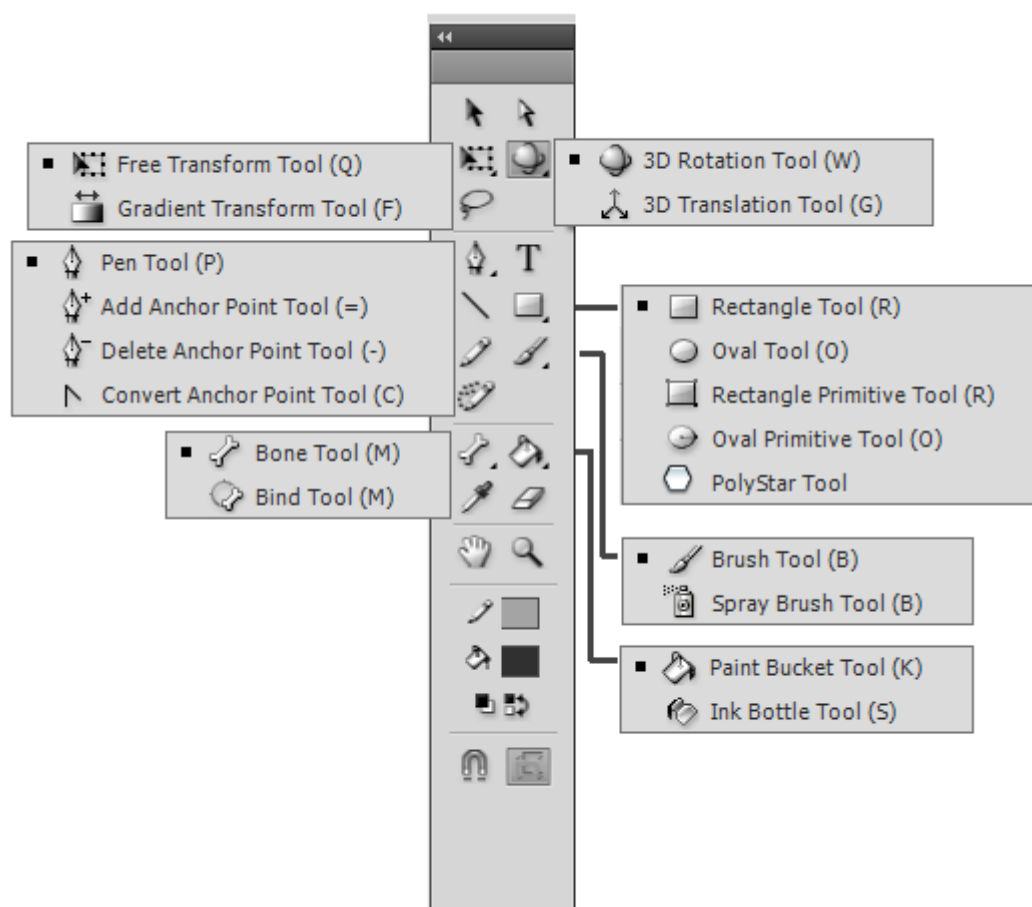 Free Transform Tool (Q)
Gradient Transform Tool (F)
3D Rotation Tool (W)
3D Translation Tool (G)
Pen Tool (P)
Add Anchor Point Tool (=)
Delete Anchor Point Tool (-)
Convert Anchor Point Tool (C)
T
Rectangle Tool (R)
Oval Tool (O)
Rectangle Primitive Tool (R)
Oval Primitive Tool (O)
PolyStar Tool
Bone Tool (M)
Bind Tool (M)
Brush Tool (B)
Spray Brush Tool (B)
Paint Bucket Tool (K)
Ink Bottle Tool (S)